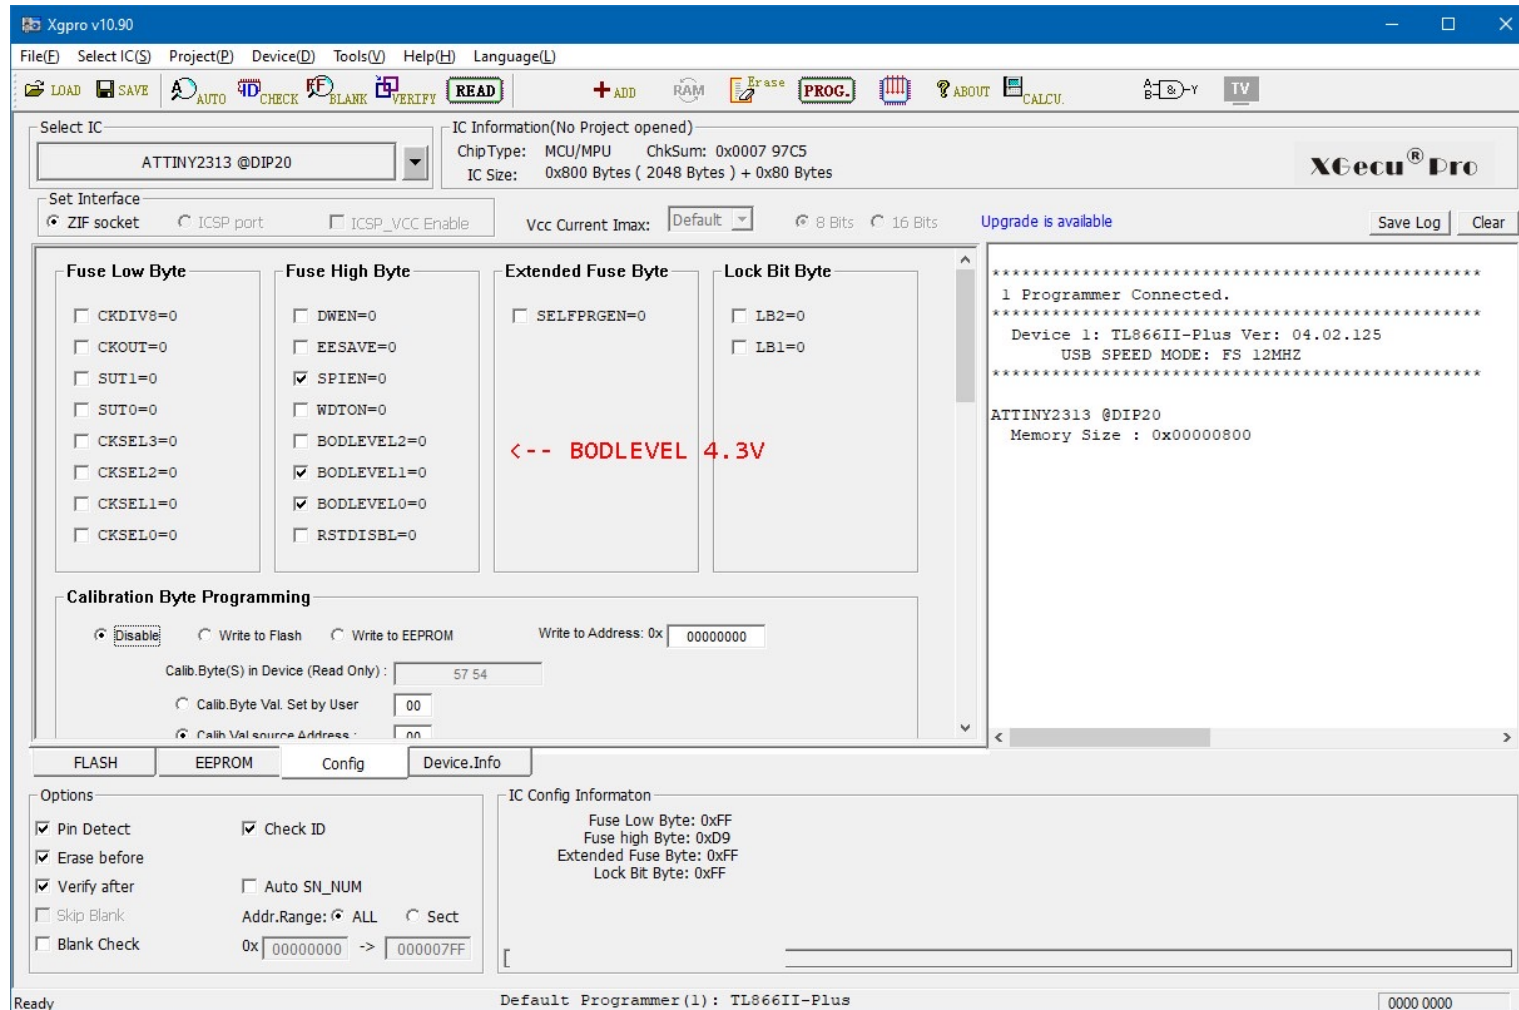 Xgpro v10.90
File(F) Select IC(S) Project(P) Device(D) Tools(V) Help(H) Language(L)
LOAD SAVE AUTO CHECK BLANK VERIFY READ ADD RAM Erase PROG. ABOUT CALCU. TV
Select IC
ATTINY2313 @DIP20
IC Information(No Project opened)
ChipType: MCU/MPU ChkSum: 0x0007 97C5
IC Size: 0x800 Bytes ( 2048 Bytes ) + 0x80 Bytes
XGecu® Pro
Set Interface
ZIF socket ICSP port ICSP_VCC Enable Vcc Current Imax: Default 8 Bits 16 Bits Upgrade is available Save Log Clear
Fuse Low Byte
CKDIV8=0
CKOUT=0
SUT1=0
SUT0=0
CKSEL3=0
CKSEL2=0
CKSEL1=0
CKSEL0=0
Fuse High Byte
DWEN=0
EESAVE=0
SPIEN=0
WDTON=0
BODLEVEL2=0
BODLEVEL1=0
BODLEVEL0=0
RSTDISBL=0
Extended Fuse Byte
SELFPRGEN=0
Lock Bit Byte
LB2=0
LB1=0
<-- BODLEVEL 4.3V
Calibration Byte Programming
Disable Write to Flash Write to EEPROM Write to Address: 0x 00000000
Calib.Byte(S) in Device (Read Only) : 57 54
Calib.Byte Val. Set by User 00
Calib Val source Address : 00
**************************************************
1 Programmer Connected.
**************************************************
Device 1: TL866II-Plus Ver: 04.02.125
USB SPEED MODE: FS 12MHZ
**************************************************
ATTINY2313 @DIP20
Memory Size : 0x00000800
FLASH EEPROM Config Device.Info
Options
Pin Detect Check ID
Erase before
Verify after Auto SN_NUM
Skip Blank Addr.Range: ALL Sect
Blank Check 0x 00000000 -> 000007FF
IC Config Informaton
Fuse Low Byte: 0xFF
Fuse high Byte: 0xD9
Extended Fuse Byte: 0xFF
Lock Bit Byte: 0xFF
[
Ready Default Programmer(1): TL866II-Plus 0000 0000